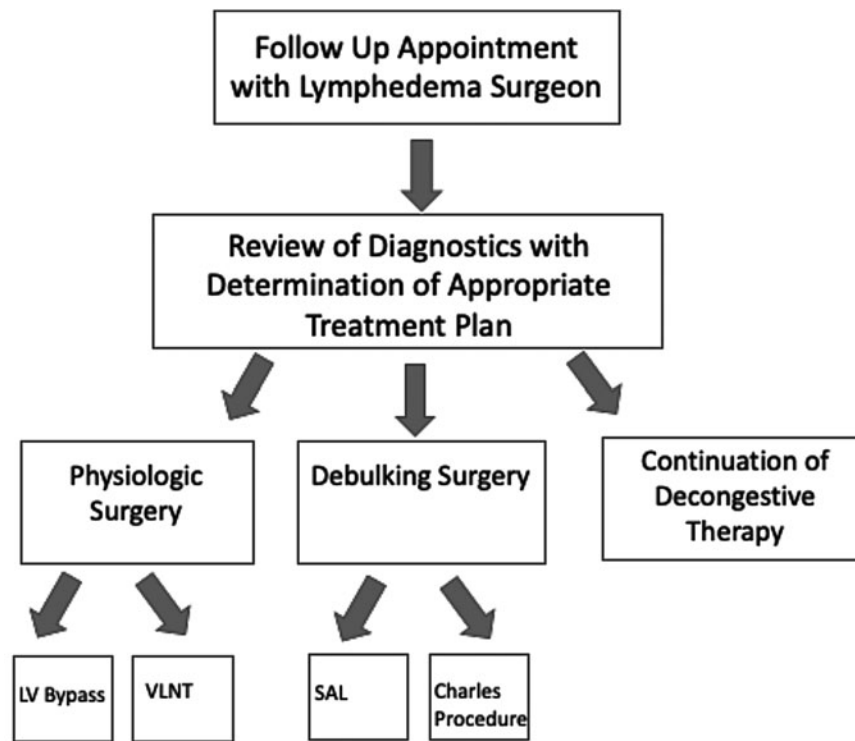 Follow Up Appointment
with Lymphedema Surgeon
Review of Diagnostics with
Determination of Appropriate
Treatment Plan
Physiologic
Surgery
Debulking Surgery
Continuation of
Decongestive
Therapy
LV Bypass
VLNT
SAL
Charles
Procedure